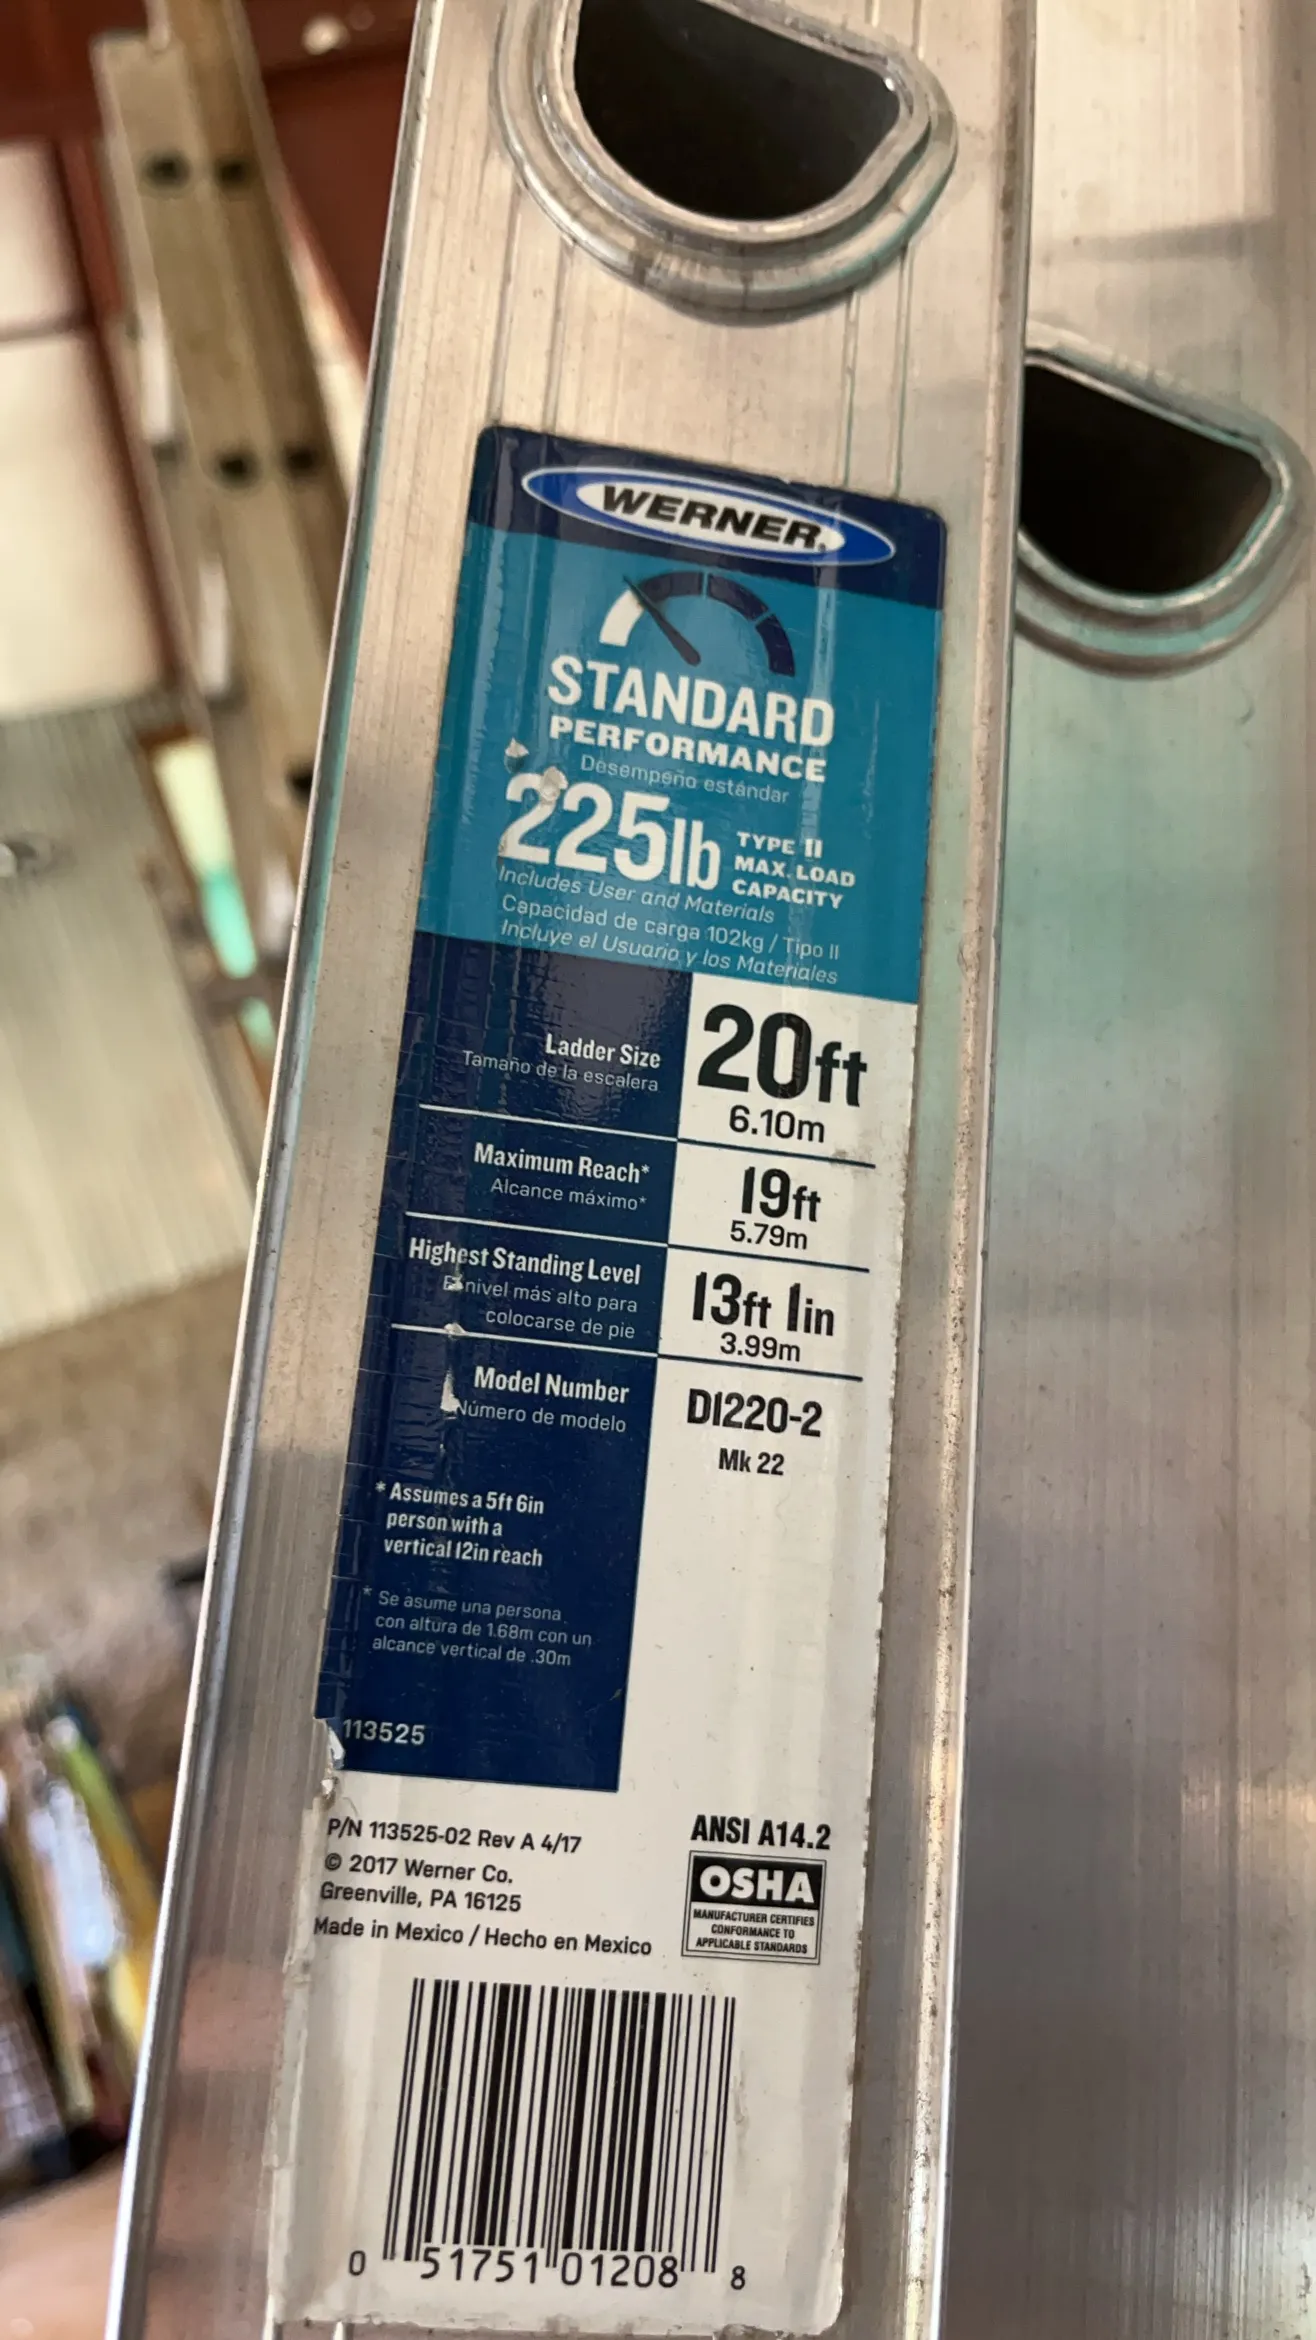 WERNER.
STANDARD
PERFORMANCE
Desempeño estándar
225lb TYPE II
MAX. LOAD
CAPACITY
Includes User and Materials
Capacidad de carga 102kg / Tipo II
Incluye el Usuario y los Materiales
Ladder Size 20ft
Tamaño de la escalera 6.10m
Maximum Reach* 19ft
Alcance máximo* 5.79m
Highest Standing Level 13ft 1in
El nivel más alto para
colocarse de pie 3.99m
Model Number DI220-2
Número de modelo Mk 22
* Assumes a 5ft 6in
person with a
vertical 12in reach
* Se asume una persona
con altura de 1.68m con un
alcance vertical de .30m
113525
P/N 113525-02 Rev A 4/17
© 2017 Werner Co.
Greenville, PA 16125
Made in Mexico / Hecho en Mexico
ANSI A14.2
OSHA
MANUFACTURER CERTIFIES
CONFORMANCE TO
APPLICABLE STANDARDS
0 51751 01208 8